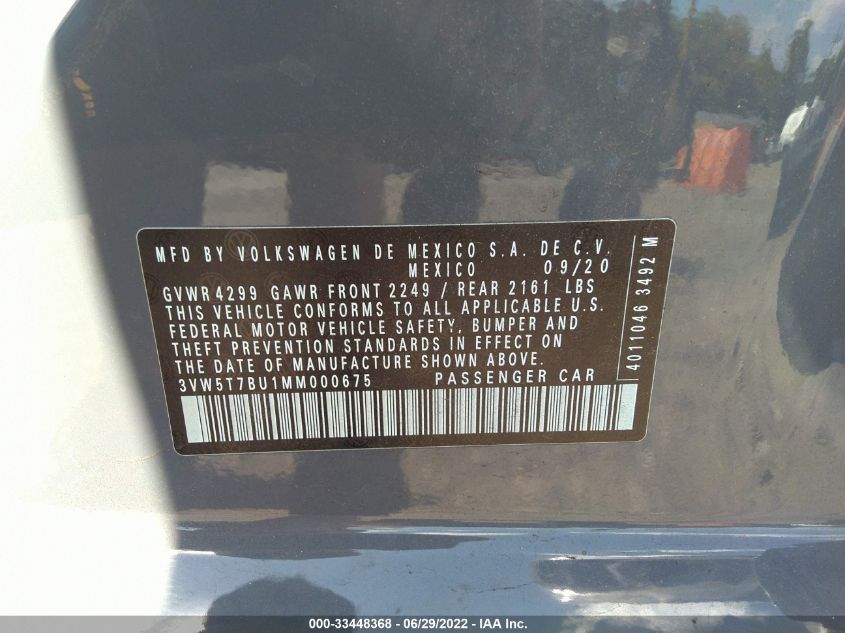 MFD BY VOLKSWAGEN DE MEXICO S.A. DE C.V.
MEXICO 09/20
GVWR4299 GAWR FRONT 2249 / REAR 2161 LBS
THIS VEHICLE CONFORMS TO ALL APPLICABLE U.S.
FEDERAL MOTOR VEHICLE SAFETY, BUMPER AND
THEFT PREVENTION STANDARDS IN EFFECT ON
THE DATE OF MANUFACTURE SHOWN ABOVE.
3VW5T7BU1MM000675 PASSENGER CAR
4011046 3492 M
000-33448368 - 06/29/2022 - IAA Inc.